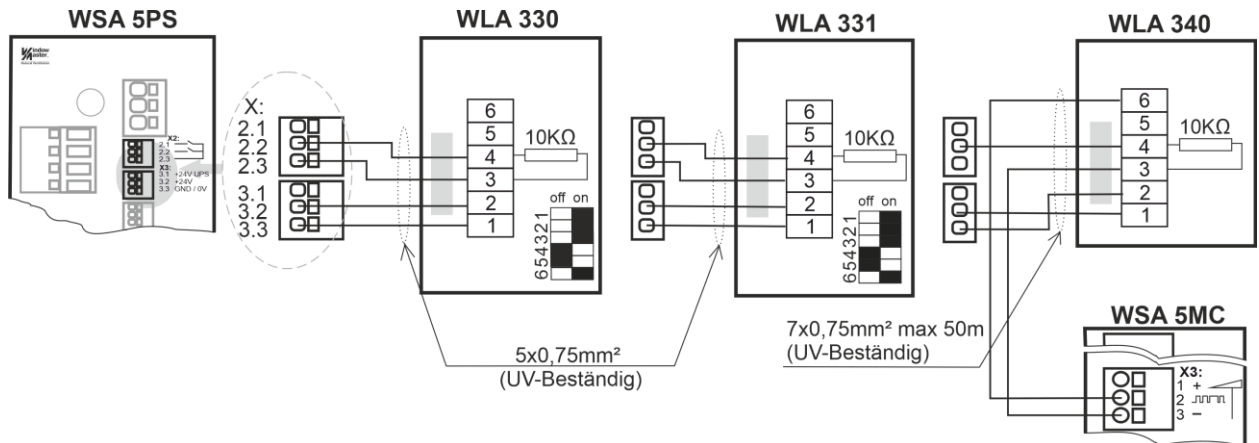 WSA 5PS
Window
Master
X2:
2.1
2.2
2.3
X3:
3.1 +24V UPS
3.2 +24V
3.3 GND / 0V
X:
2.1
2.2
2.3
3.1
3.2
3.3
WLA 330
6
5
4
3
2
1
10KΩ
off on
654321
5x0,75mm²
(UV-Beständig)
WLA 331
6
5
4
3
2
1
10KΩ
off on
654321
7x0,75mm² max 50m
(UV-Beständig)
WLA 340
6
5
4
3
2
1
10KΩ
WSA 5MC
X3:
1 +
2
3 –